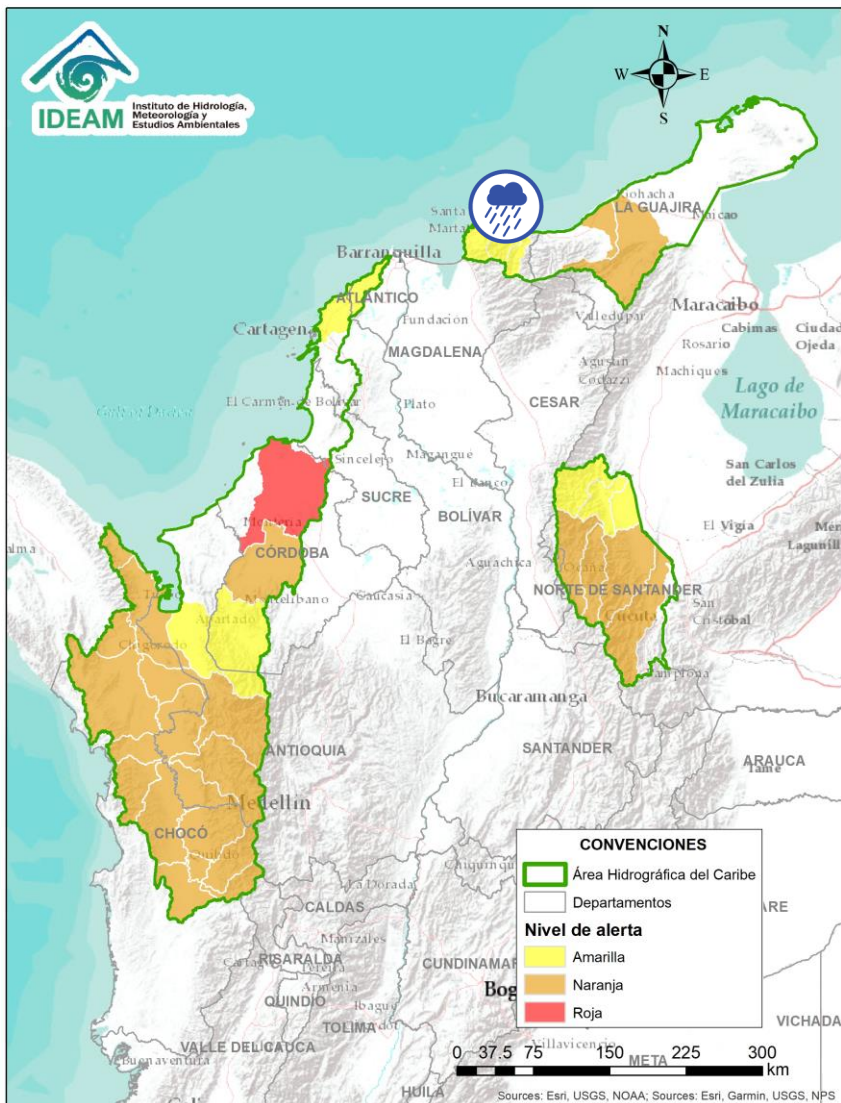 IDEAM
Instituto de Hidrología,
Meteorología y
Estudios Ambientales
N
W
E
S
Riohacha
LA GUAJIRA
Maicao
Santa
Marta
Barranquilla
ATLÁNTICO
Maracaibo
Cartagena
Fundación
Valledupar
Cabimas
Ciudad
Ojeda
Rosario
MAGDALENA
Machiques
Agustín
Codazzi
Lago de
Maracaibo
El Carmen de Bolívar
Plato
CESAR
Sincelejo
Magangué
San Carlos
del Zulia
SUCRE
El Banco
BOLÍVAR
El Vigía
Montería
CÓRDOBA
Aguachica
Ocaña
NORTE DE SANTANDER
Montelíbano
Caucasia
San
Cristóbal
Apartadó
Cúcuta
El Bagre
Chigorodó
Pamplona
Bucaramanga
ANTIOQUIA
SANTANDER
ARAUCA
Tame
Medellín
CHOCÓ
Quibdó
La Dorada
CALDAS
Manizales
RISARALDA
Pereira
Armenia
CUNDINAMAR
QUINDÍO
Ibague
Bog
TOLIMA
VICHADA
VALLE DEL CAUCA
Villavicencio
META
Buenaventura
HUILA
CONVENCIONES
Área Hidrográfica del Caribe
Departamentos
Nivel de alerta
Amarilla
Naranja
Roja
0 37.5 75 150 225 300
km
Sources: Esri, USGS, NOAA; Sources: Esri, Garmin, USGS, NPS